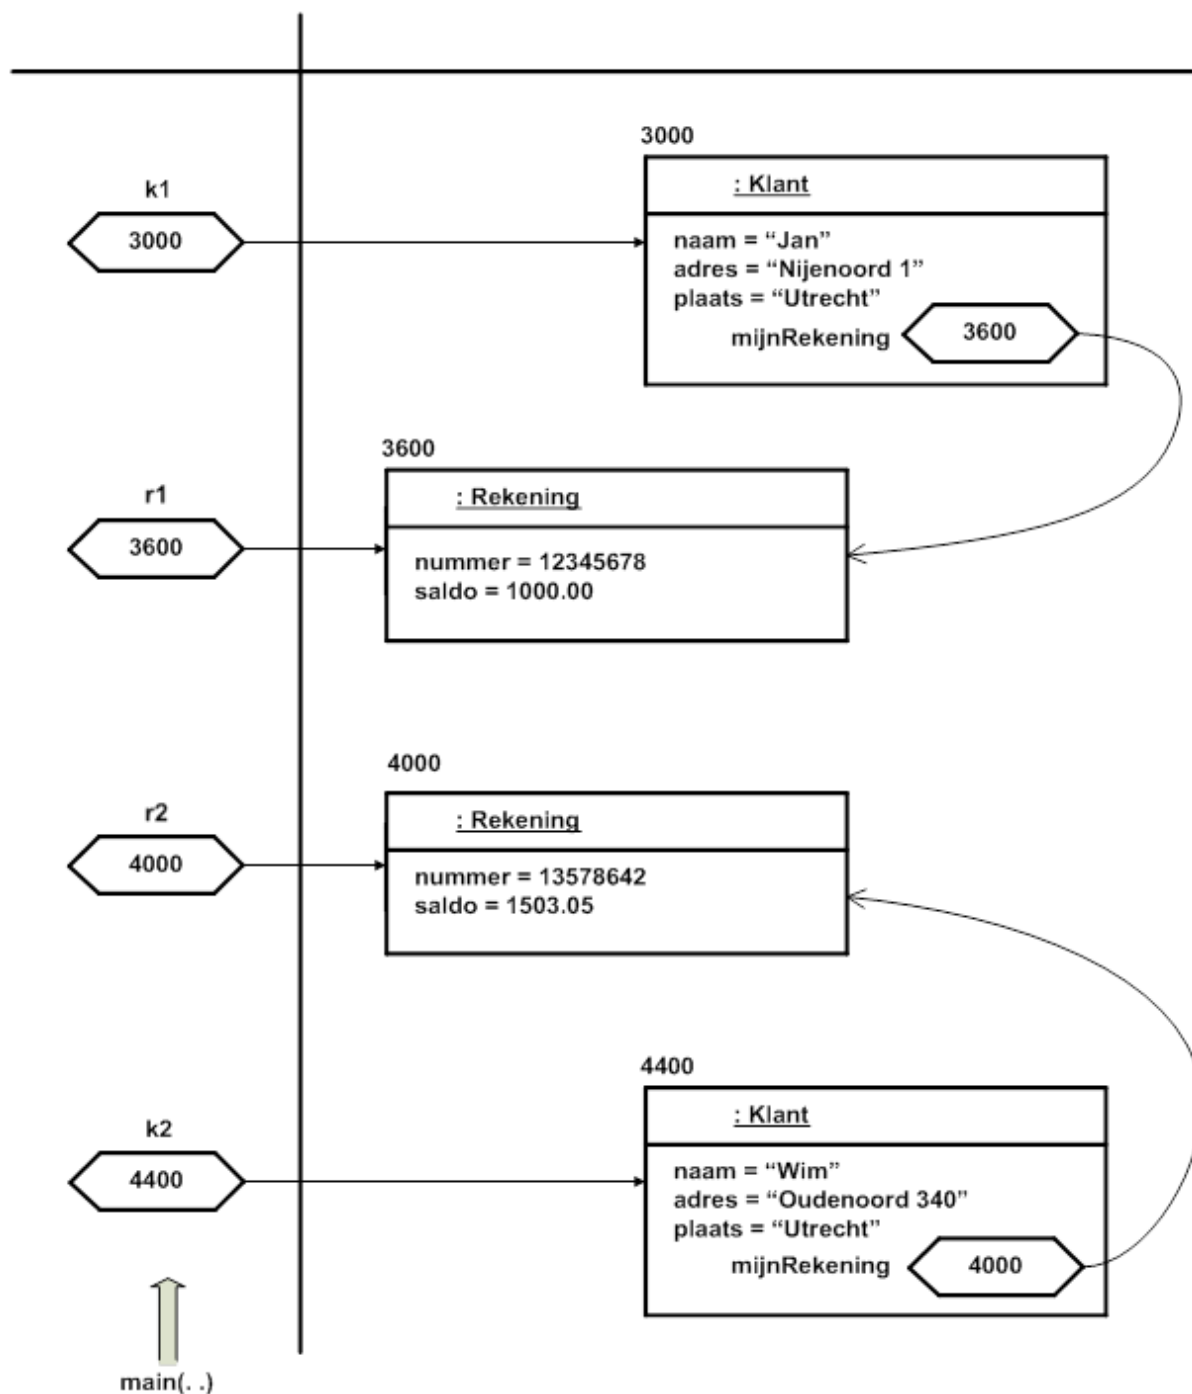 3000
: Klant
k1
3000
naam = “Jan”
adres = “Nijenoord 1”
plaats = “Utrecht”
mijnRekening 3600
3600
: Rekening
r1
3600
nummer = 12345678
saldo = 1000.00
4000
: Rekening
r2
4000
nummer = 13578642
saldo = 1503.05
4400
: Klant
k2
4400
naam = “Wim”
adres = “Oudenoord 340”
plaats = “Utrecht”
mijnRekening 4000
main(. .)